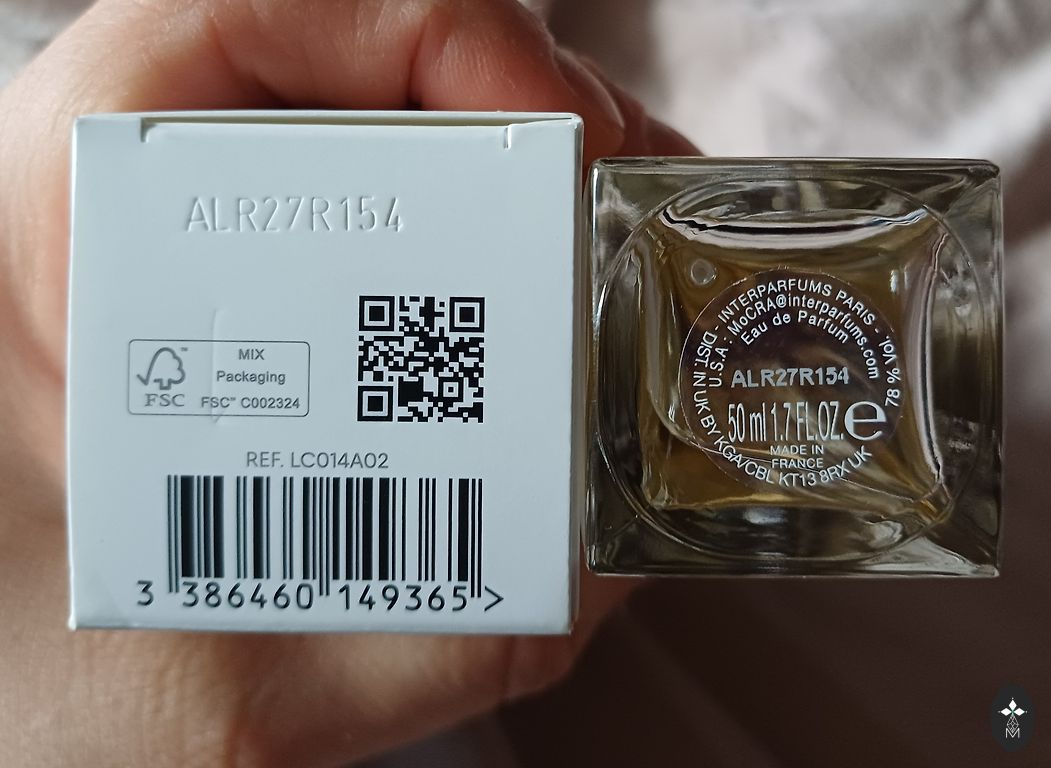 ALR27R154
MIX
Packaging
FSC™ C002324
FSC
REF. LC014A02
3 386460 149365 >
DIST. IN UK BY KGA/CBL KT13 8RX UK
- INTERPARFUMS PARIS - 78 % VOL
U.S.A : MoCRA@interparfums.com
Eau de Parfum
ALR27R154
50 ml 1.7 FL.OZ. e
MADE IN
FRANCE
M